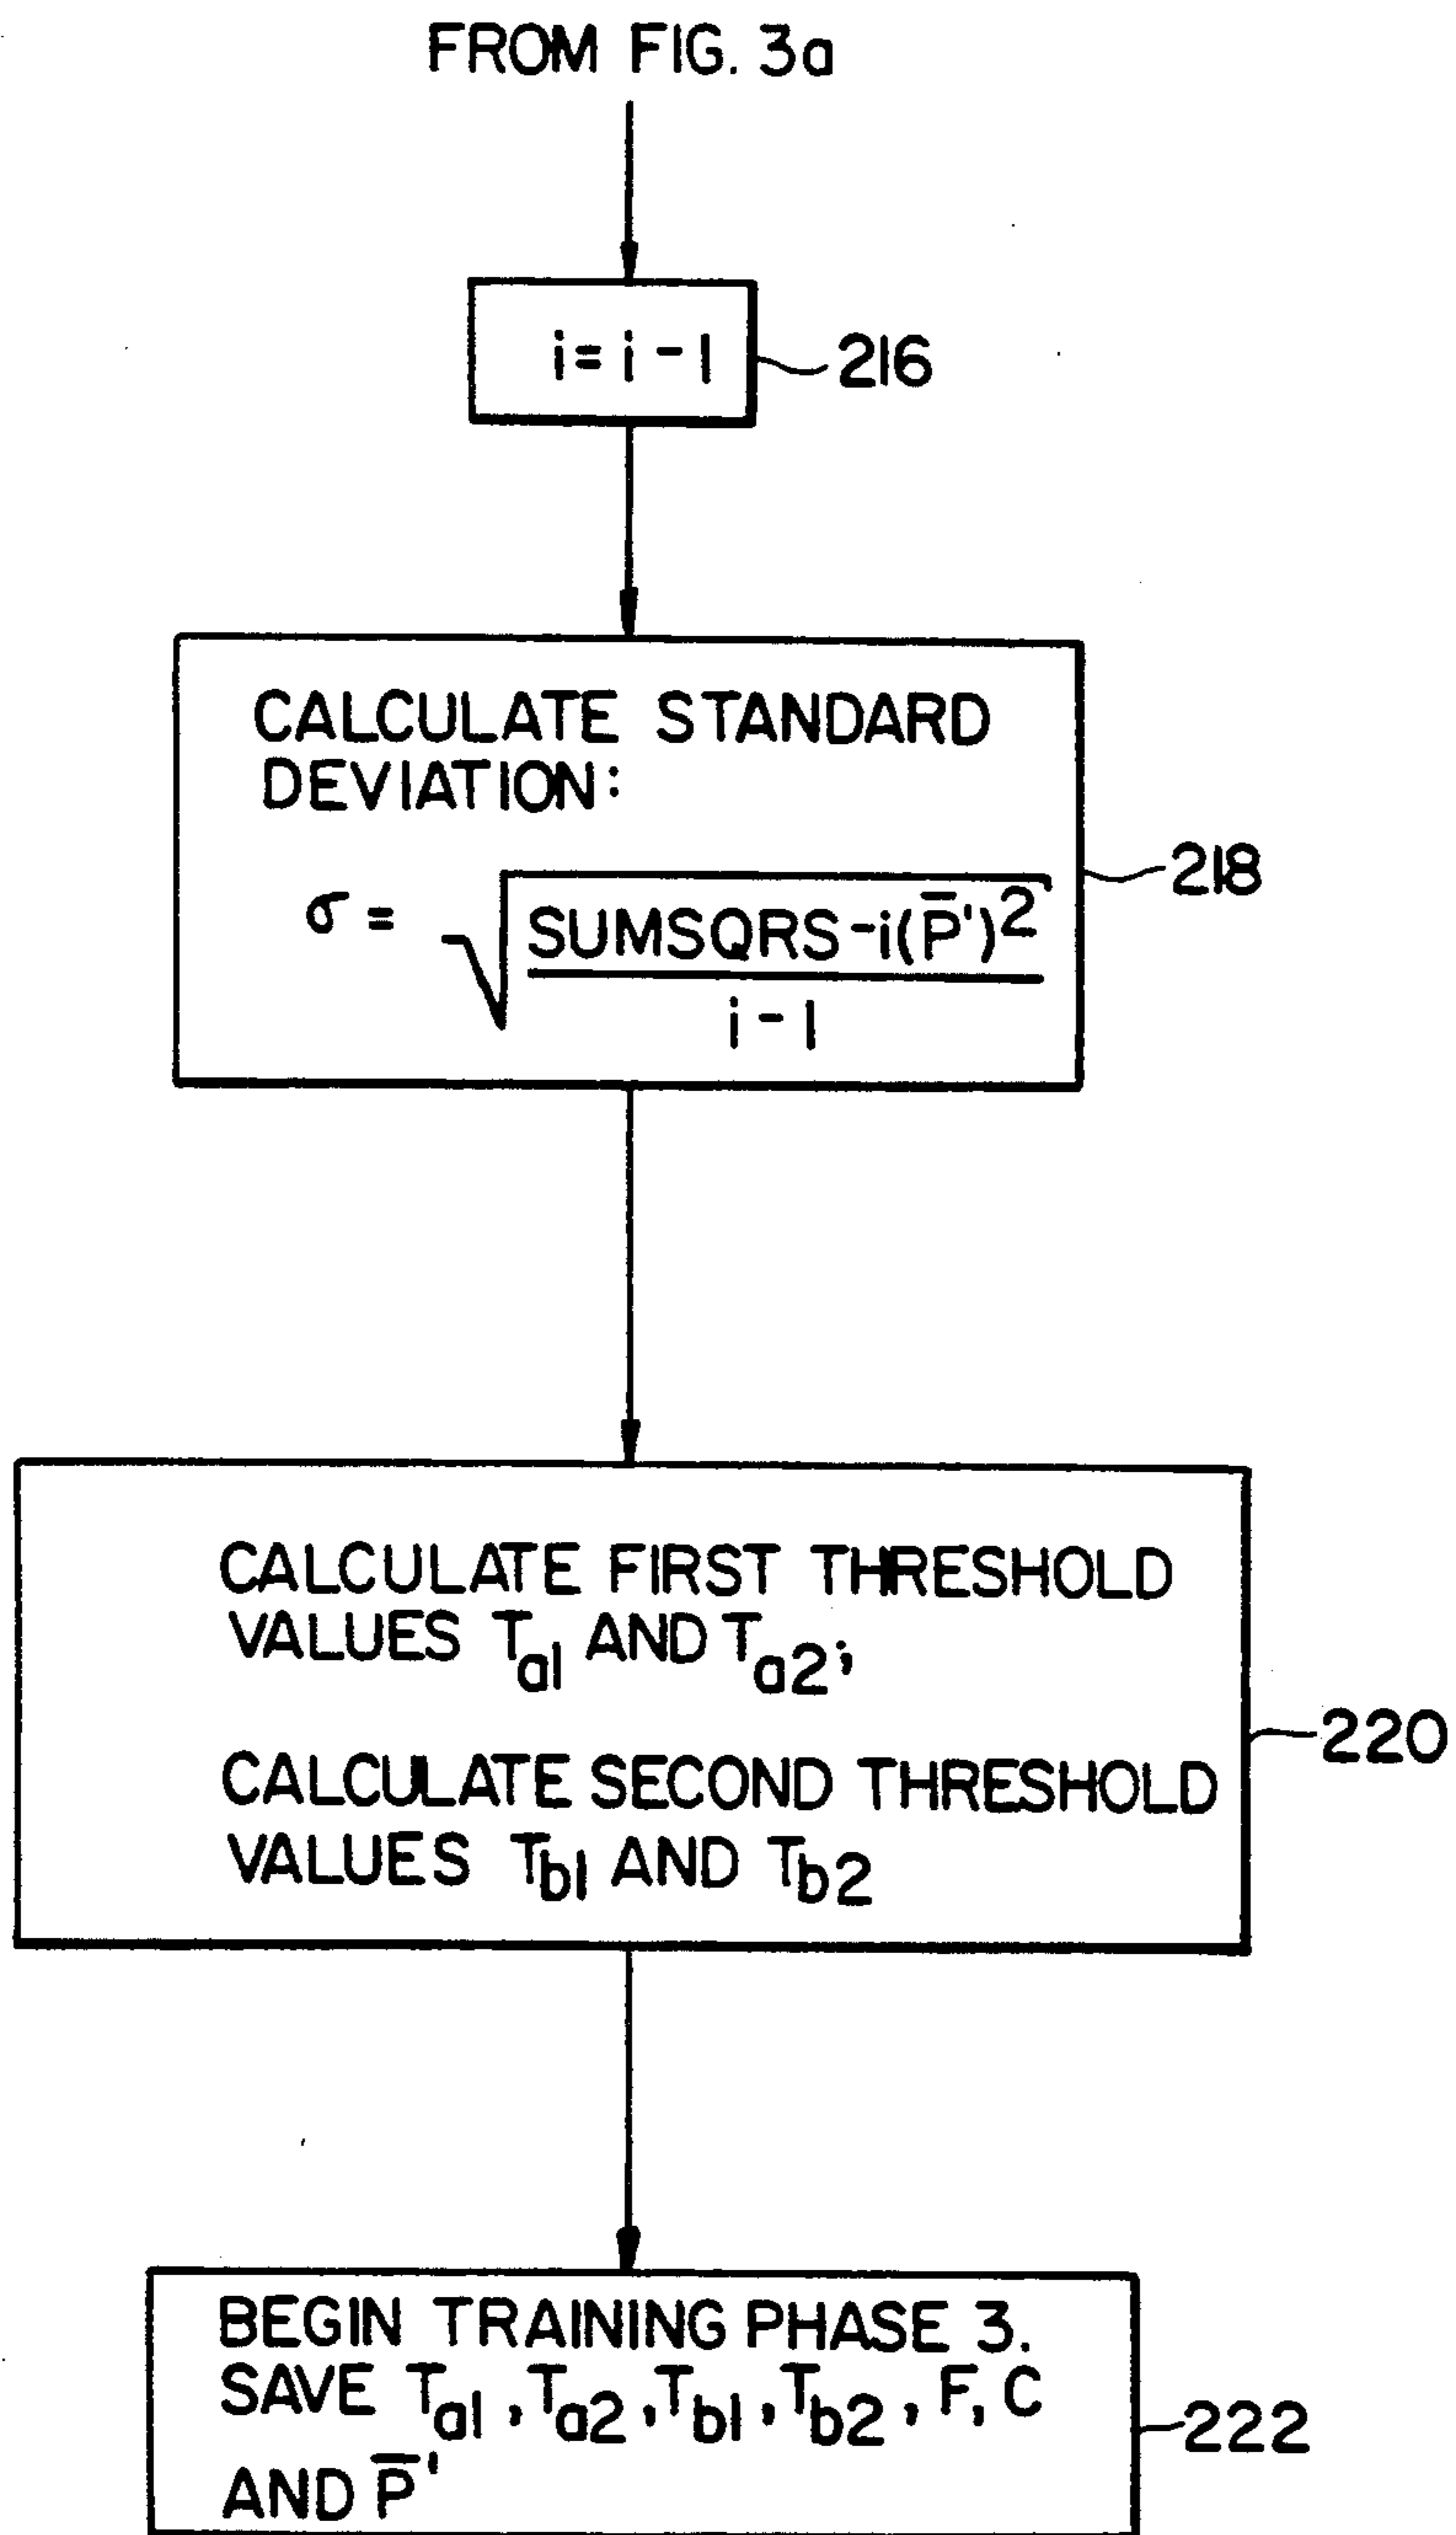 FROM FIG. 3a
i = i - 1
216
CALCULATE STANDARD
DEVIATION:
σ = √ SUMSQRS - i(P̅')²
i - 1
218
CALCULATE FIRST THRESHOLD
VALUES Ta1 AND Ta2;
CALCULATE SECOND THRESHOLD
VALUES Tb1 AND Tb2
220
BEGIN TRAINING PHASE 3.
SAVE Ta1, Ta2, Tb1, Tb2, F, C
AND P̅'
222